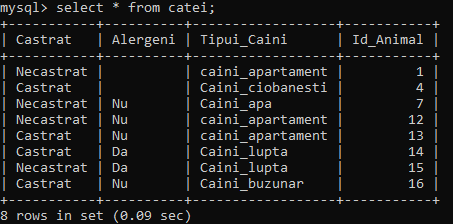 mysql> select * from catei;
+-----------+----------+------------------+-----------+
| Castrat | Alergeni | Tipui_Caini | Id_Animal |
+-----------+----------+------------------+-----------+
| Necastrat | | caini_apartament | 1 |
| Castrat | | Caini_ciobanesti | 4 |
| Necastrat | Nu | Caini_apa | 7 |
| Necastrat | Nu | caini_apartament | 12 |
| Castrat | Nu | caini_apartament | 13 |
| Castrat | Da | Caini_lupta | 14 |
| Necastrat | Da | Caini_lupta | 15 |
| Castrat | Nu | Caini_buzunar | 16 |
+-----------+----------+------------------+-----------+
8 rows in set (0.09 sec)